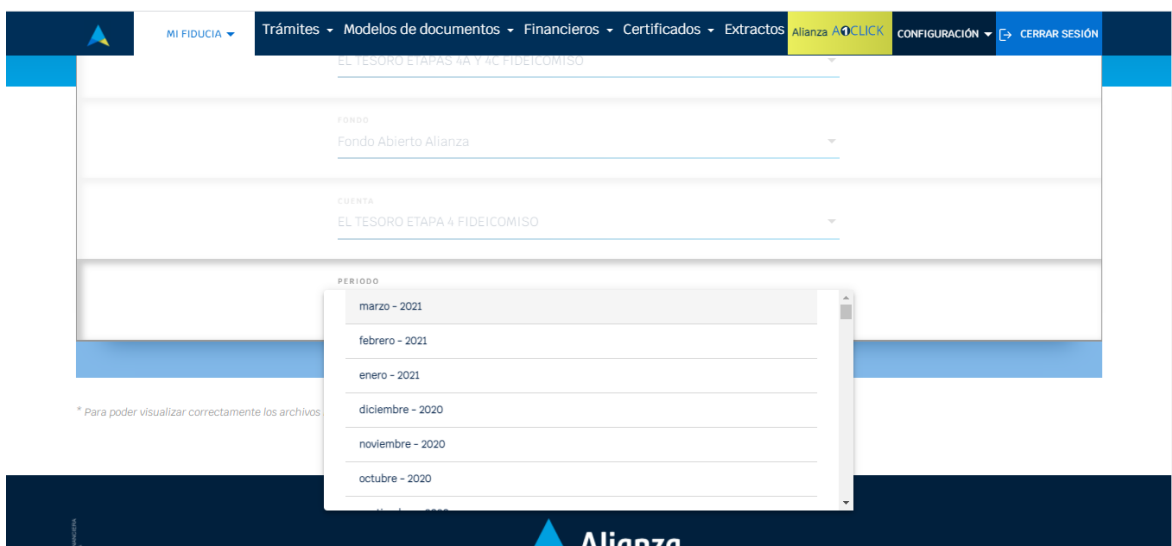 MI FIDUCIA
Trámites
Modelos de documentos
Financieros
Certificados
Extractos
Alianza A1CLICK
CONFIGURACIÓN
CERRAR SESIÓN
EL TESORO ETAPAS 4A Y 4C FIDEICOMISO
FONDO
Fondo Abierto Alianza
CUENTA
EL TESORO ETAPA 4 FIDEICOMISO
PERIODO
marzo - 2021
febrero - 2021
enero - 2021
diciembre - 2020
noviembre - 2020
octubre - 2020
* Para poder visualizar correctamente los archivos
Alianza